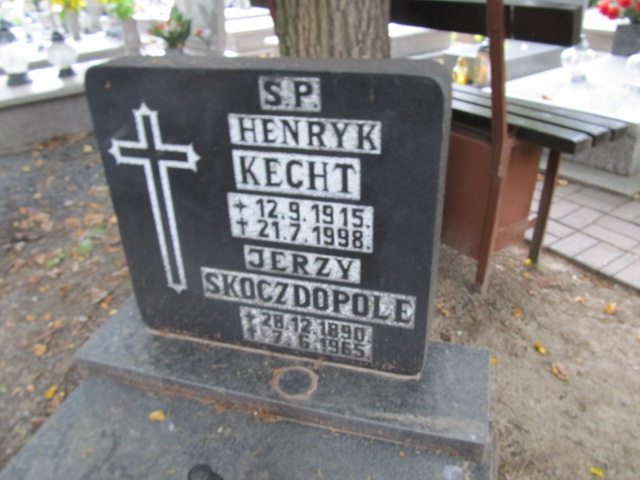 S P
HENRYK
KECHT
+ 12.9.1915.
+ 21.7.1998.
JERZY
SKOCZDOPOLE
+ 28.12.1890.
+ 7.6.1965.